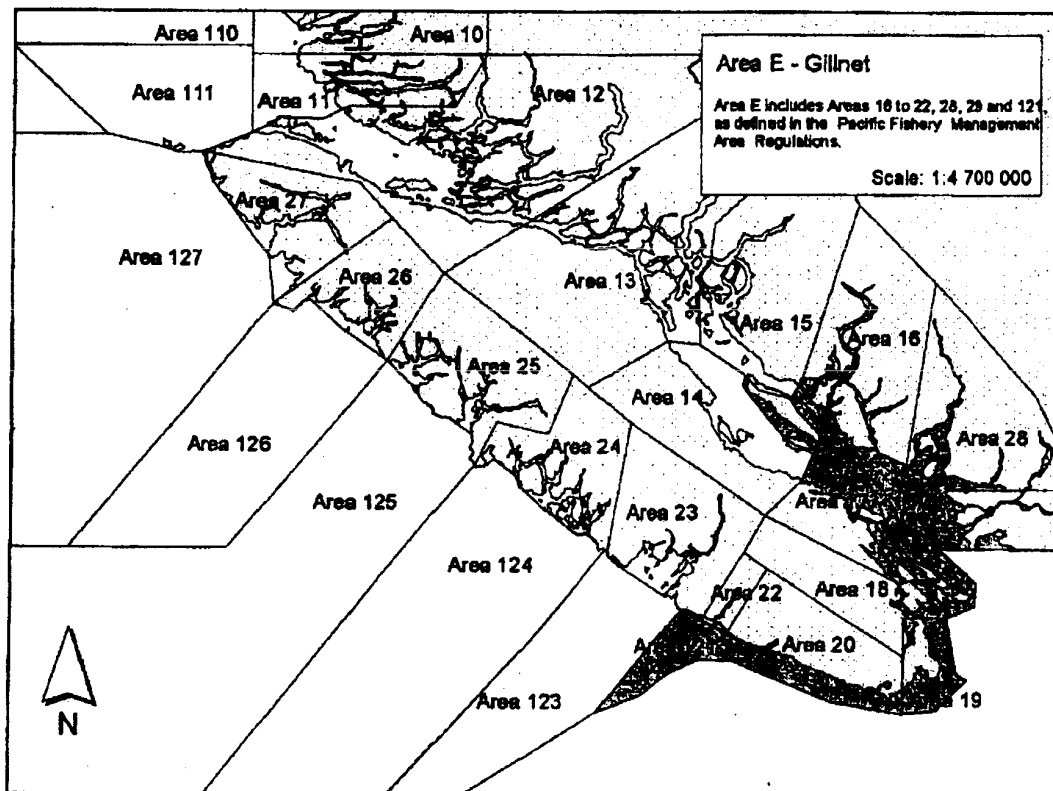 Area 110
Area 10
Area E - Gillnet
Area E includes Areas 16 to 22, 28, 29 and 121,
as defined in the Pacific Fishery Management
Area Regulations.
Scale: 1:4 700 000
Area 111
Area 11
Area 12
Area 27
Area 127
Area 26
Area 13
Area 15
Area 16
Area 25
Area 14
Area 126
Area 24
Area 28
Area 125
Area 23
Area
Area 124
Area 22
Area 18
Area 20
Area 123
19
N